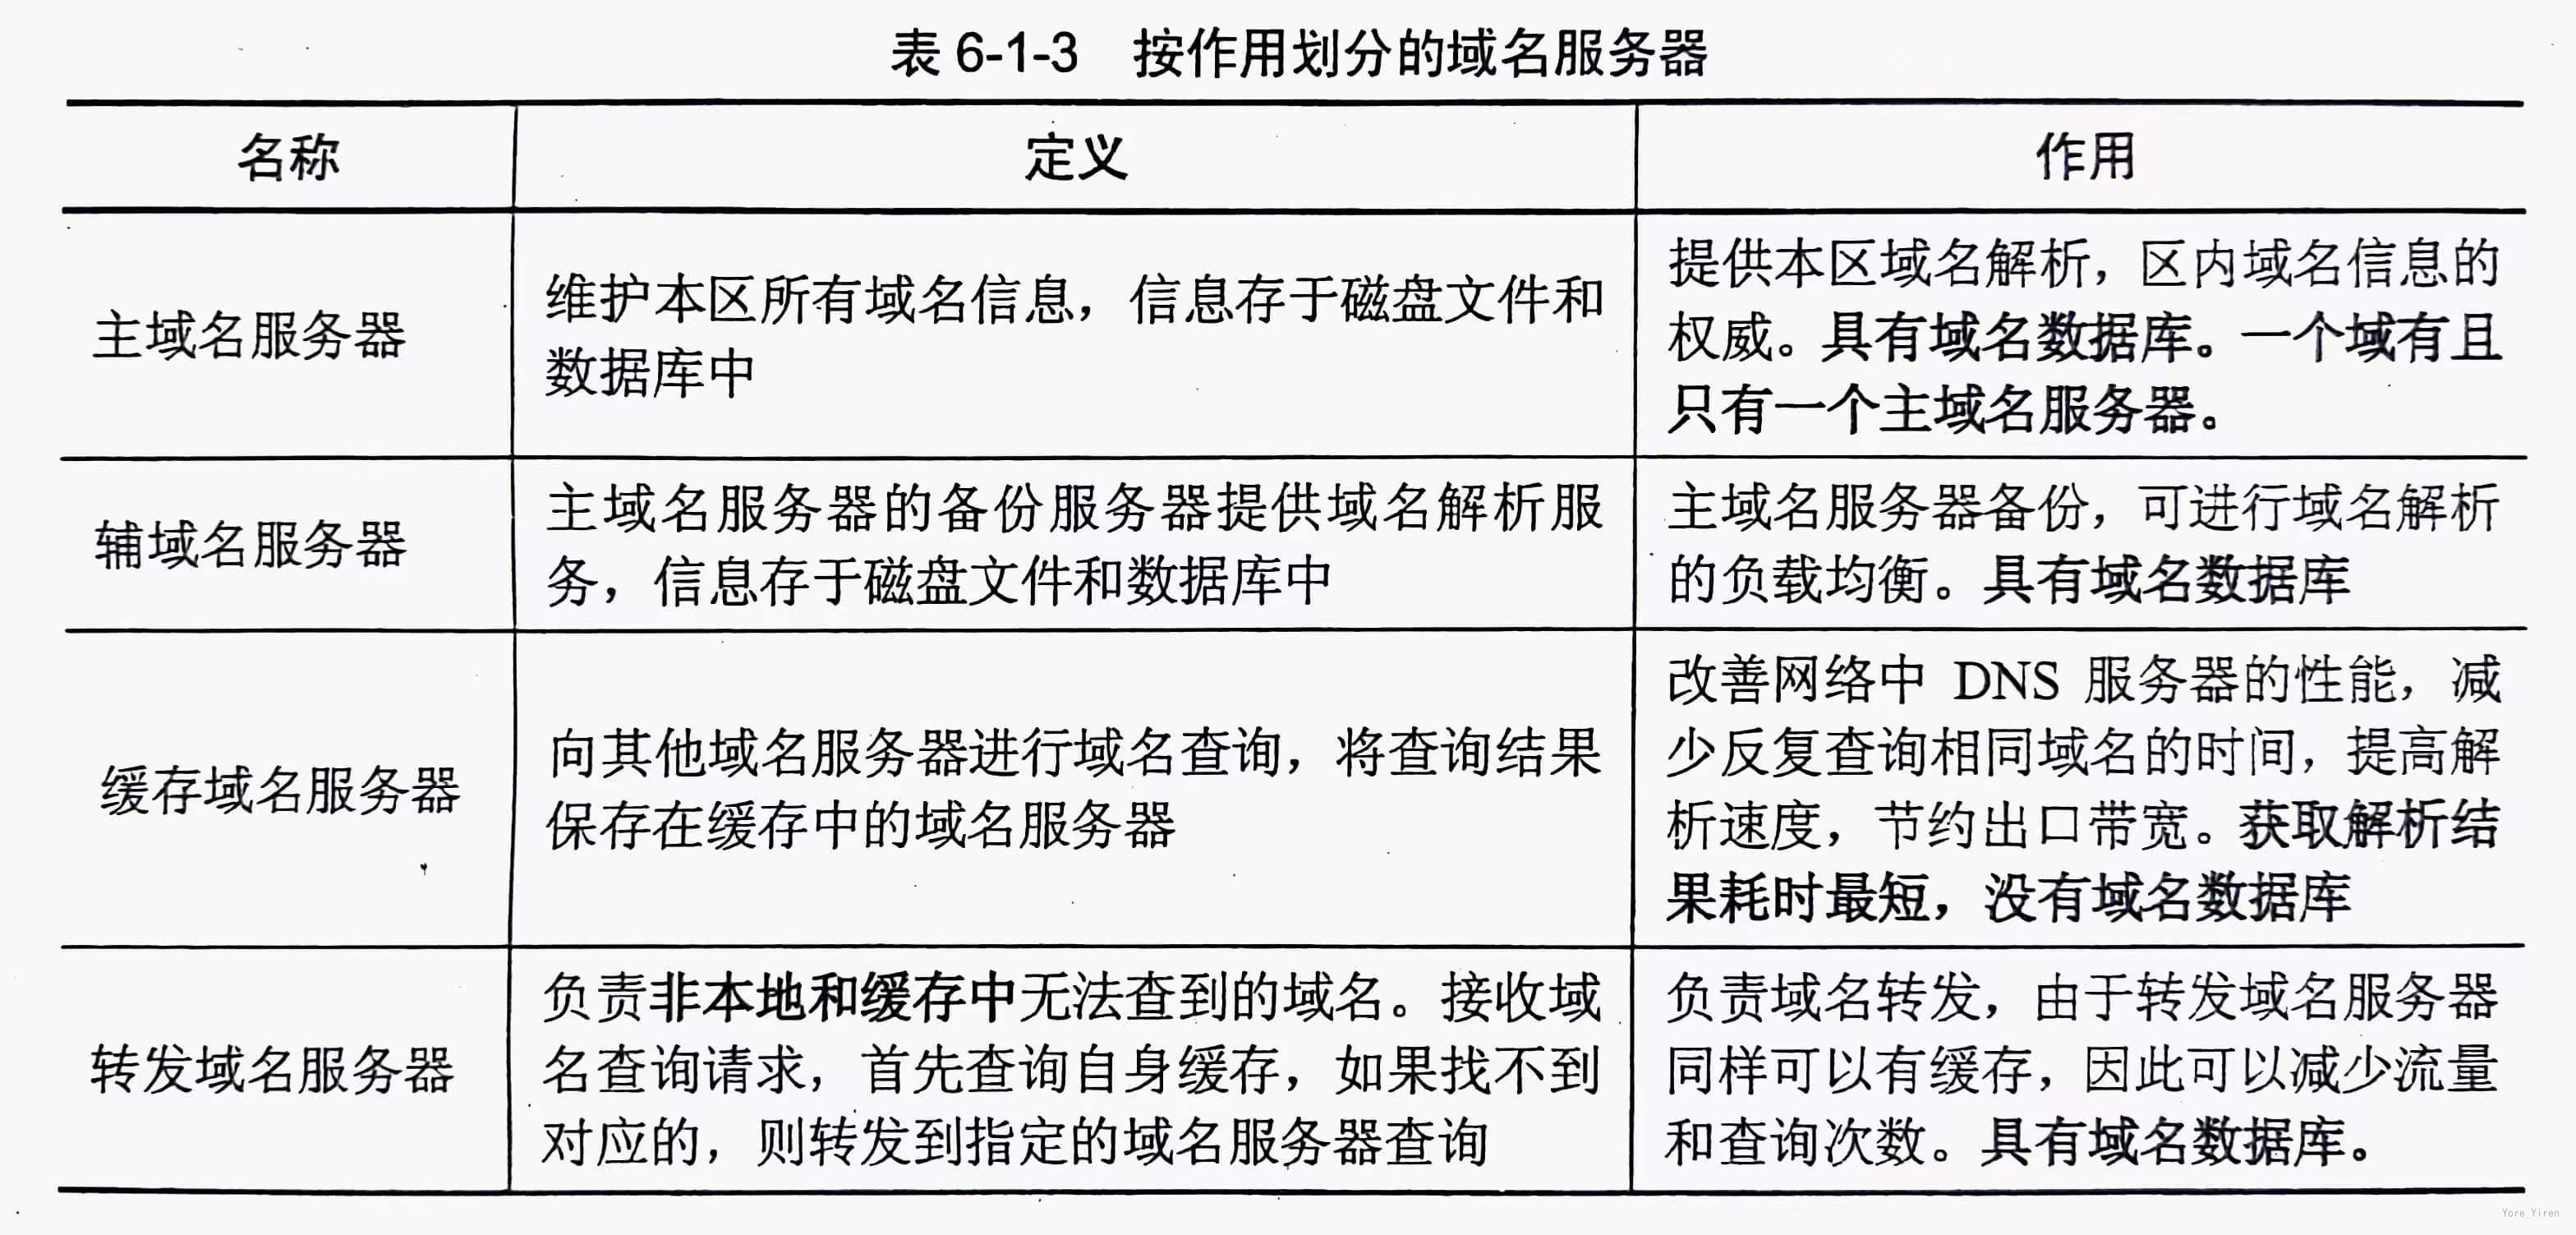 表 6-1-3 按作用划分的域名服务器
名称
定义
作用
主域名服务器
维护本区所有域名信息，信息存于磁盘文件和
数据库中
提供本区域名解析，区内域名信息的
权威。具有域名数据库。一个域有且
只有一个主域名服务器。
辅域名服务器
主域名服务器的备份服务器提供域名解析服
务，信息存于磁盘文件和数据库中
主域名服务器备份，可进行域名解析
的负载均衡。具有域名数据库
缓存域名服务器
向其他域名服务器进行域名查询，将查询结果
保存在缓存中的域名服务器
改善网络中 DNS 服务器的性能，减
少反复查询相同域名的时间，提高解
析速度，节约出口带宽。获取解析结
果耗时最短，没有域名数据库
转发域名服务器
负责非本地和缓存中无法查到的域名。接收域
名查询请求，首先查询自身缓存，如果找不到
对应的，则转发到指定的域名服务器查询
负责域名转发，由于转发域名服务器
同样可以有缓存，因此可以减少流量
和查询次数。具有域名数据库。
Yore_Yiren